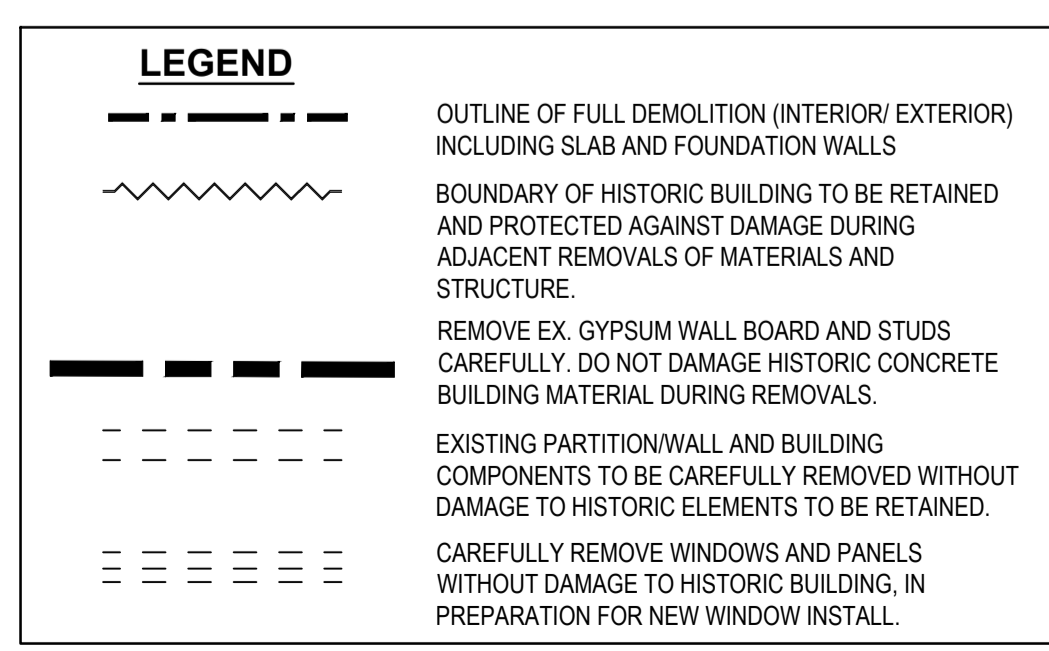 LEGEND
OUTLINE OF FULL DEMOLITION (INTERIOR/ EXTERIOR)
INCLUDING SLAB AND FOUNDATION WALLS
BOUNDARY OF HISTORIC BUILDING TO BE RETAINED
AND PROTECTED AGAINST DAMAGE DURING
ADJACENT REMOVALS OF MATERIALS AND
STRUCTURE.
REMOVE EX. GYPSUM WALL BOARD AND STUDS
CAREFULLY. DO NOT DAMAGE HISTORIC CONCRETE
BUILDING MATERIAL DURING REMOVALS.
EXISTING PARTITION/WALL AND BUILDING
COMPONENTS TO BE CAREFULLY REMOVED WITHOUT
DAMAGE TO HISTORIC ELEMENTS TO BE RETAINED.
CAREFULLY REMOVE WINDOWS AND PANELS
WITHOUT DAMAGE TO HISTORIC BUILDING, IN
PREPARATION FOR NEW WINDOW INSTALL.